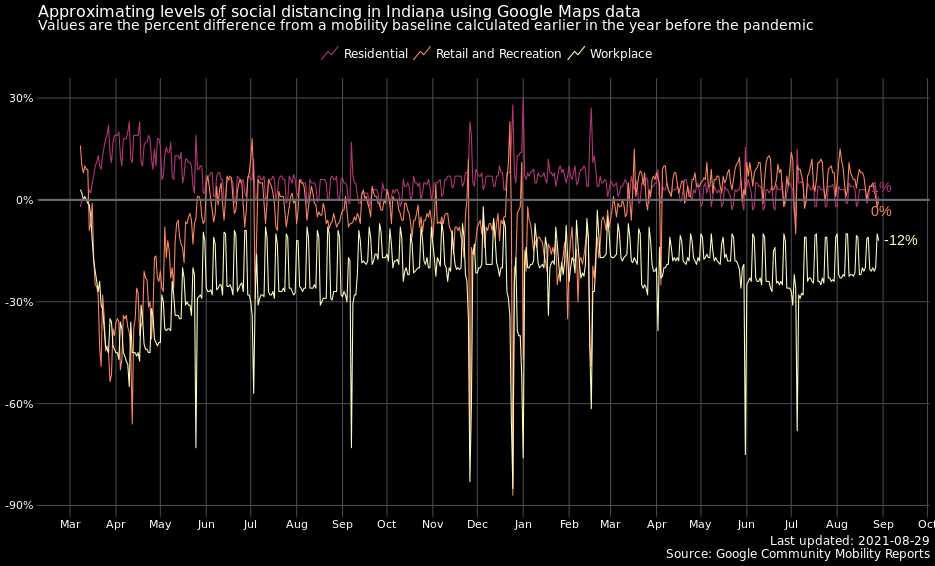 Approximating levels of social distancing in Indiana using Google Maps data
Values are the percent difference from a mobility baseline calculated earlier in the year before the pandemic
Residential Retail and Recreation Workplace
30%
0%
-30%
-60%
-90%
1%
0%
-12%
Mar Apr May Jun Jul Aug Sep Oct Nov Dec Jan Feb Mar Apr May Jun Jul Aug Sep Oct
Last updated: 2021-08-29
Source: Google Community Mobility Reports